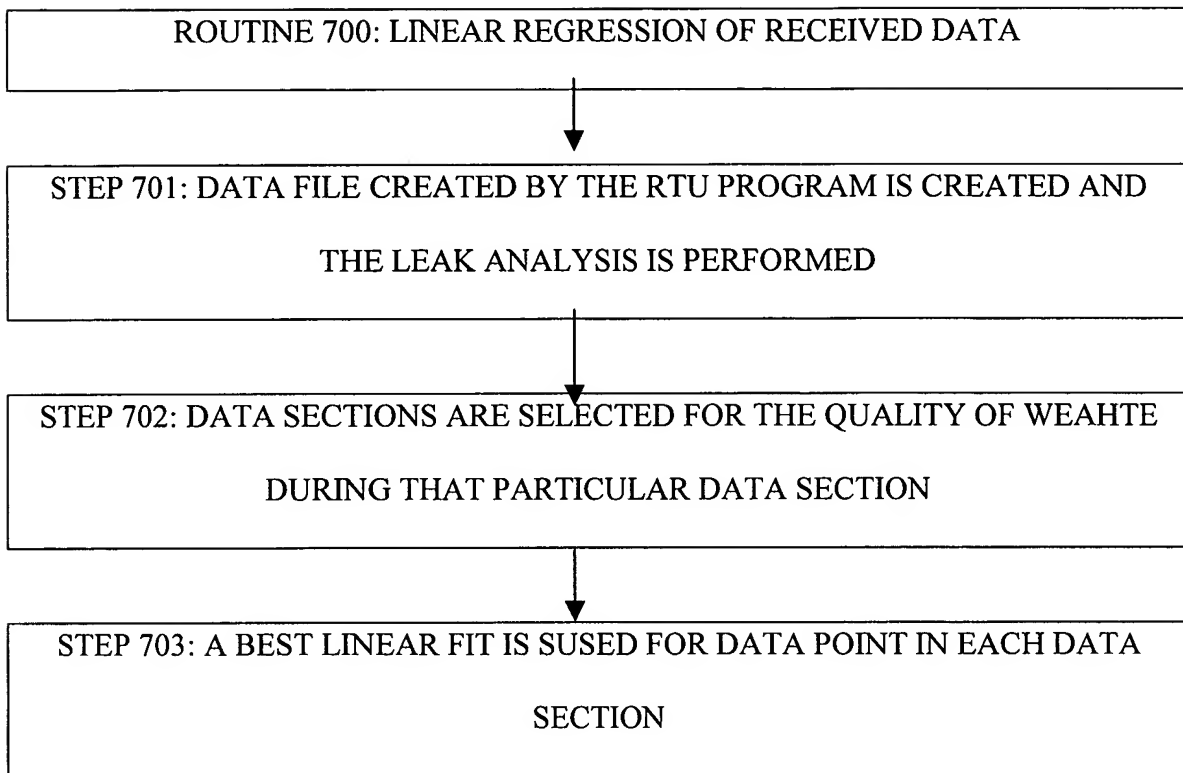 ROUTINE 700: LINEAR REGRESSION OF RECEIVED DATA
STEP 701: DATA FILE CREATED BY THE RTU PROGRAM IS CREATED AND
THE LEAK ANALYSIS IS PERFORMED
STEP 702: DATA SECTIONS ARE SELECTED FOR THE QUALITY OF WEAHTE
DURING THAT PARTICULAR DATA SECTION
STEP 703: A BEST LINEAR FIT IS SUSED FOR DATA POINT IN EACH DATA
SECTION